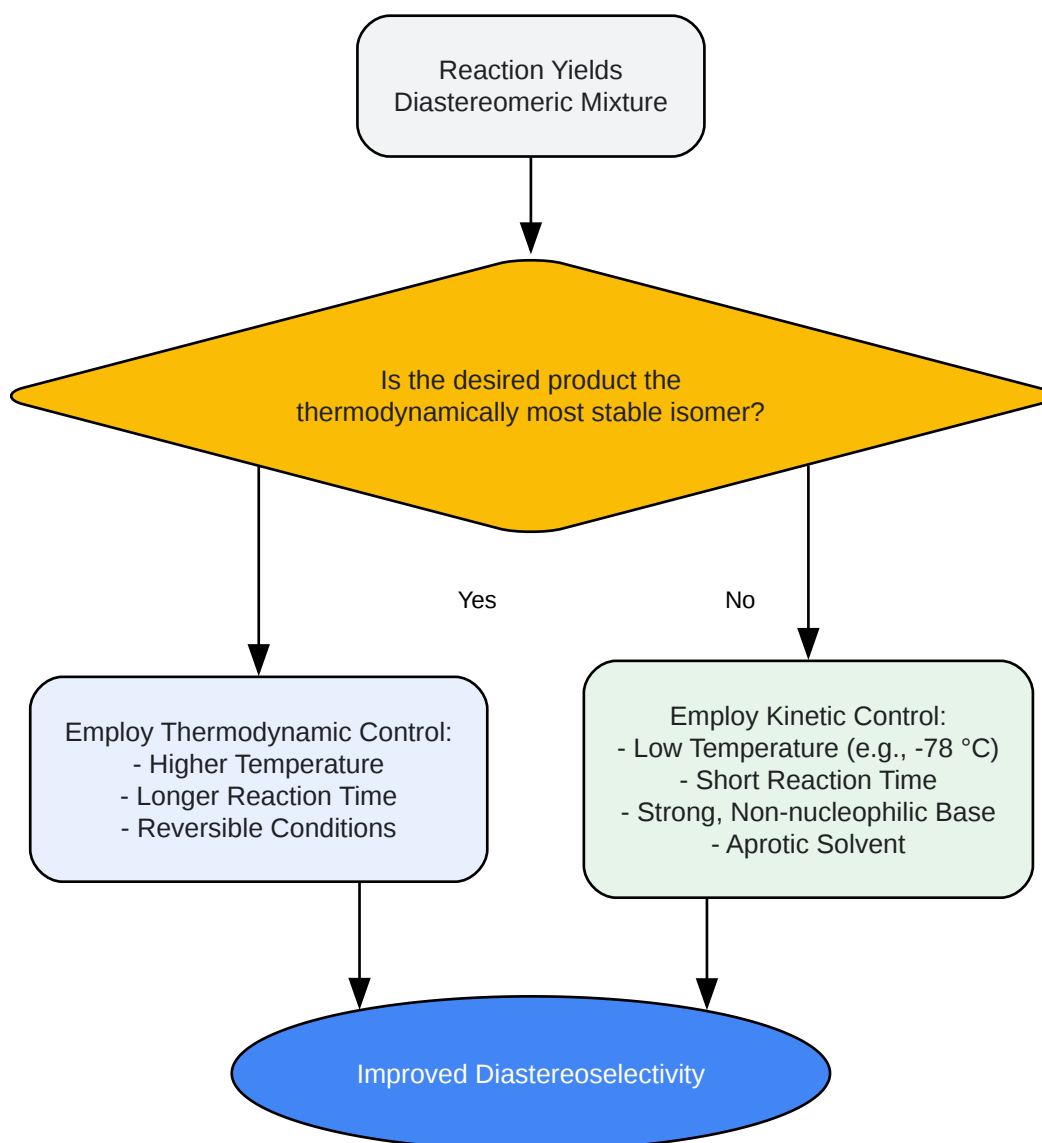 Reaction Yields
Diastereomeric Mixture
Is the desired product the
thermodynamically most stable isomer?
Yes
No
Employ Thermodynamic Control:
- Higher Temperature
- Longer Reaction Time
- Reversible Conditions
Employ Kinetic Control:
- Low Temperature (e.g., -78 °C)
- Short Reaction Time
- Strong, Non-nucleophilic Base
- Aprotic Solvent
Improved Diastereoselectivity